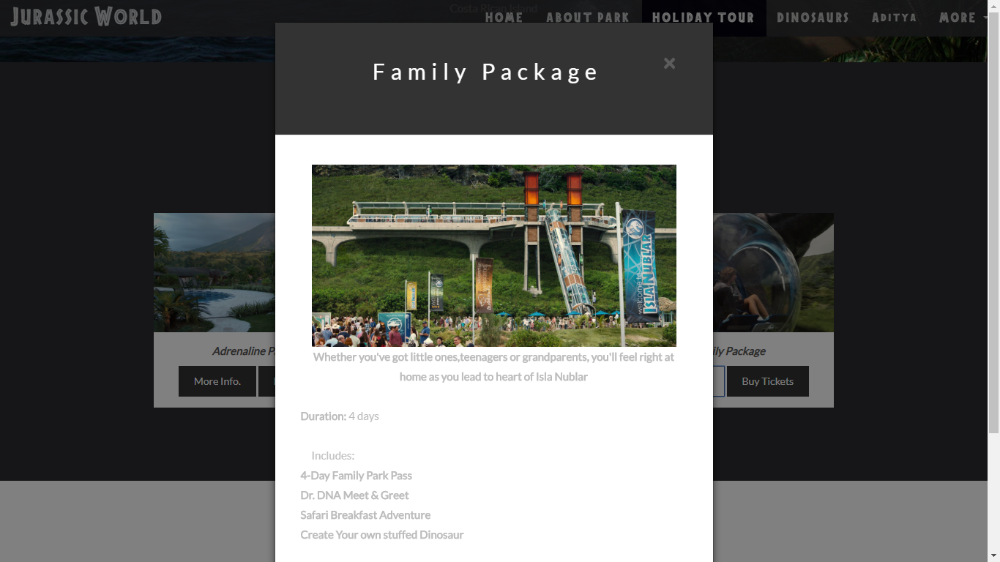 Jurassic World
Costa Rican Island
HOME
ABOUT PARK
HOLIDAY TOUR
DINOSAURS
Aditya
MORE
Family Package
×
welcome to
ISLA NUBLAR
Whether you've got little ones,teenagers or grandparents, you'll feel right at
home as you lead to heart of Isla Nublar
Duration: 4 days
Includes:
4-Day Family Park Pass
Dr. DNA Meet & Greet
Safari Breakfast Adventure
Create Your own stuffed Dinosaur
Adrenaline P
More Info.
ily Package
Buy Tickets